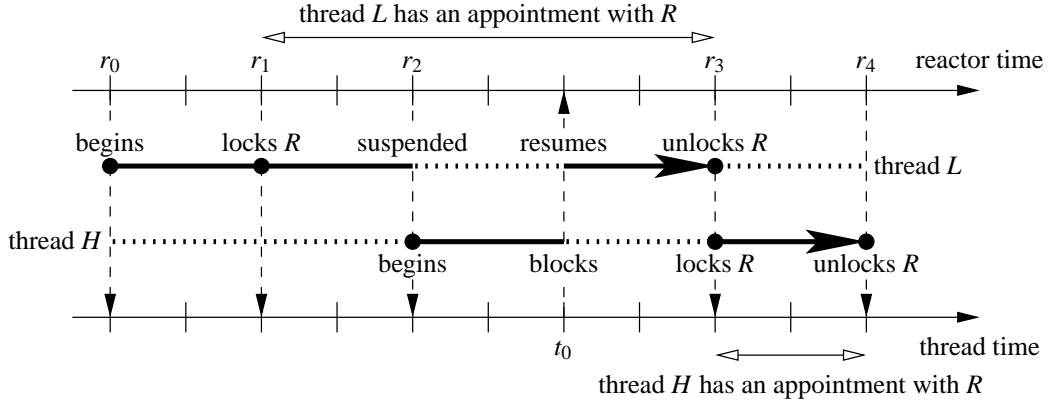 thread L has an appointment with R
r0 r1 r2 r3 r4 reactor time
begins locks R suspended resumes unlocks R
thread L
thread H
begins blocks locks R unlocks R
t0 thread time
thread H has an appointment with R